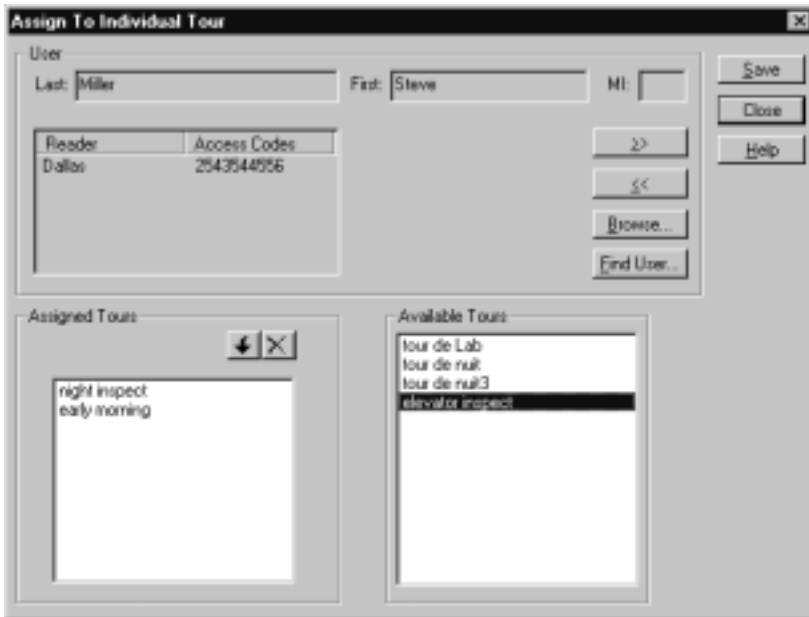 Assign To Individual Tour
User
Last: Miller First: Steve MI:
Save
Close
Help
Reader Access Codes
Dallas 2543544556
>>
<<
Browse...
Find User...
Assigned Tours
night inspect
early morning
Available Tours
tour de Lab
tour de nuit
tour de nuit3
elevator inspect